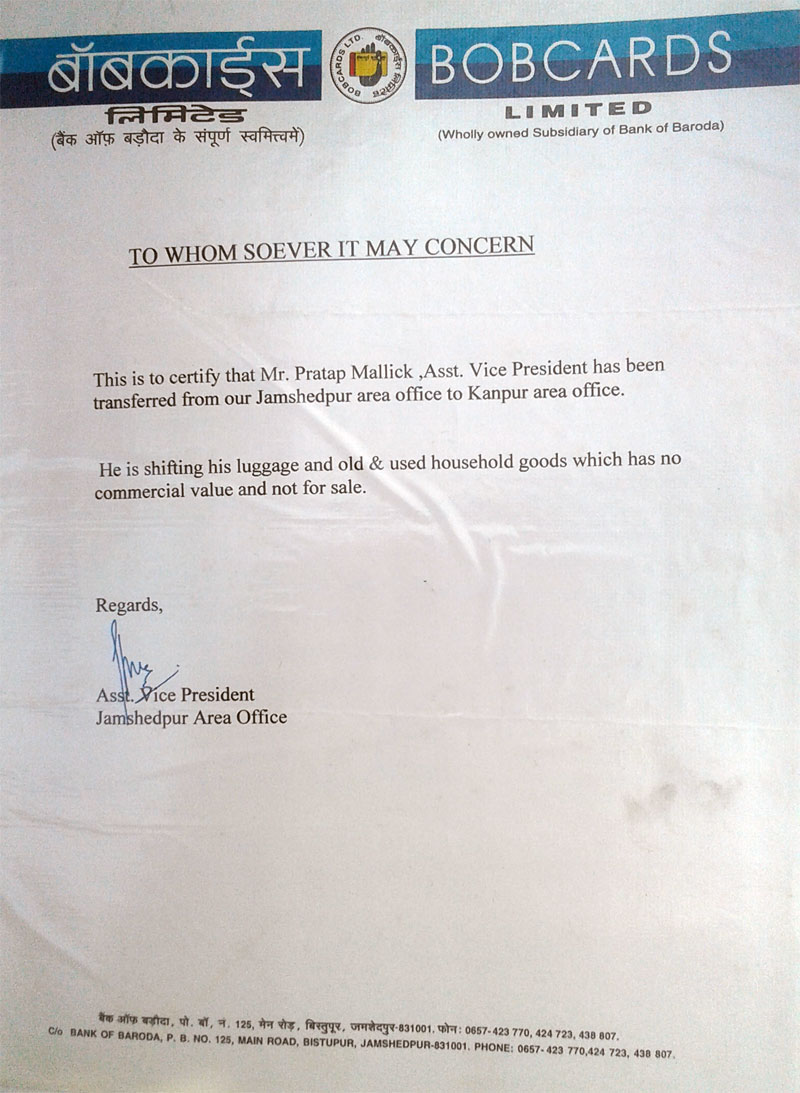 बॉबकार्ड्स
लिमिटेड
(बैंक ऑफ़ बड़ौदा के संपूर्ण स्वमित्त्वमें)
BOBCARDS LTD. बॉबकार्ड्स लिमिटेड
BOBCARDS
LIMITED
(Wholly owned Subsidiary of Bank of Baroda)
TO WHOM SOEVER IT MAY CONCERN
This is to certify that Mr. Pratap Mallick ,Asst. Vice President has been
transferred from our Jamshedpur area office to Kanpur area office.
He is shifting his luggage and old & used household goods which has no
commercial value and not for sale.
Regards,
Asst. Vice President
Jamshedpur Area Office
बैंक ऑफ़ बड़ौदा, पो. बॉ, नं. 125, मेन रोड़, बिस्तुपूर, जमशेदपुर-831001. फोन: 0657-423 770, 424 723, 438 807.
C/o BANK OF BARODA, P. B. NO. 125, MAIN ROAD, BISTUPUR, JAMSHEDPUR-831001. PHONE: 0657-423 770,424 723, 438 807.